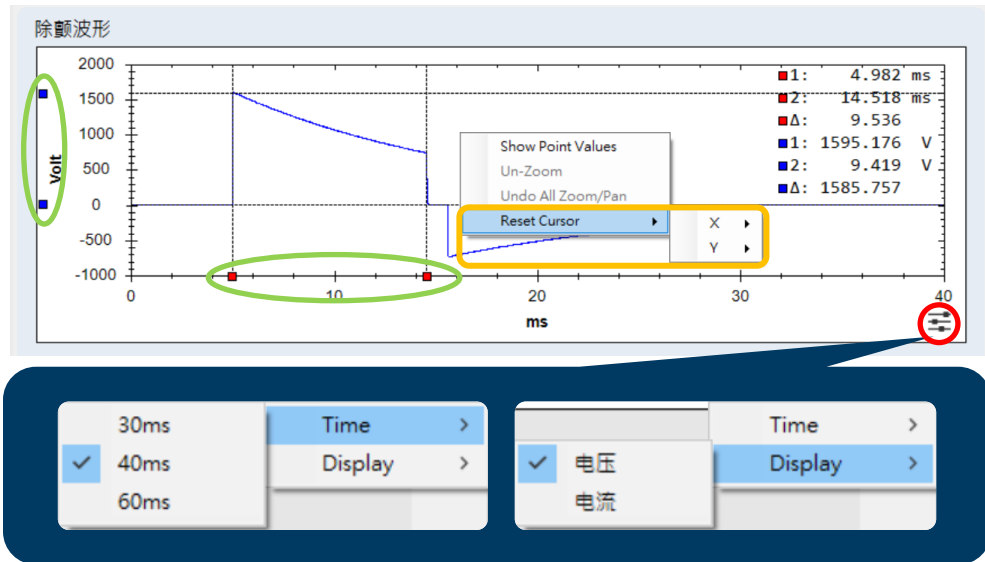 除颤波形
2000
1500
1000
500
0
-500
-1000
Volt
0
10
20
30
40
ms
1: 4.982 ms
2: 14.518 ms
Δ: 9.536
1: 1595.176 V
2: 9.419 V
Δ: 1585.757
Show Point Values
Un-Zoom
Undo All Zoom/Pan
Reset Cursor
X
Y
30ms
40ms
60ms
Time
Display
电压
电流
Time
Display